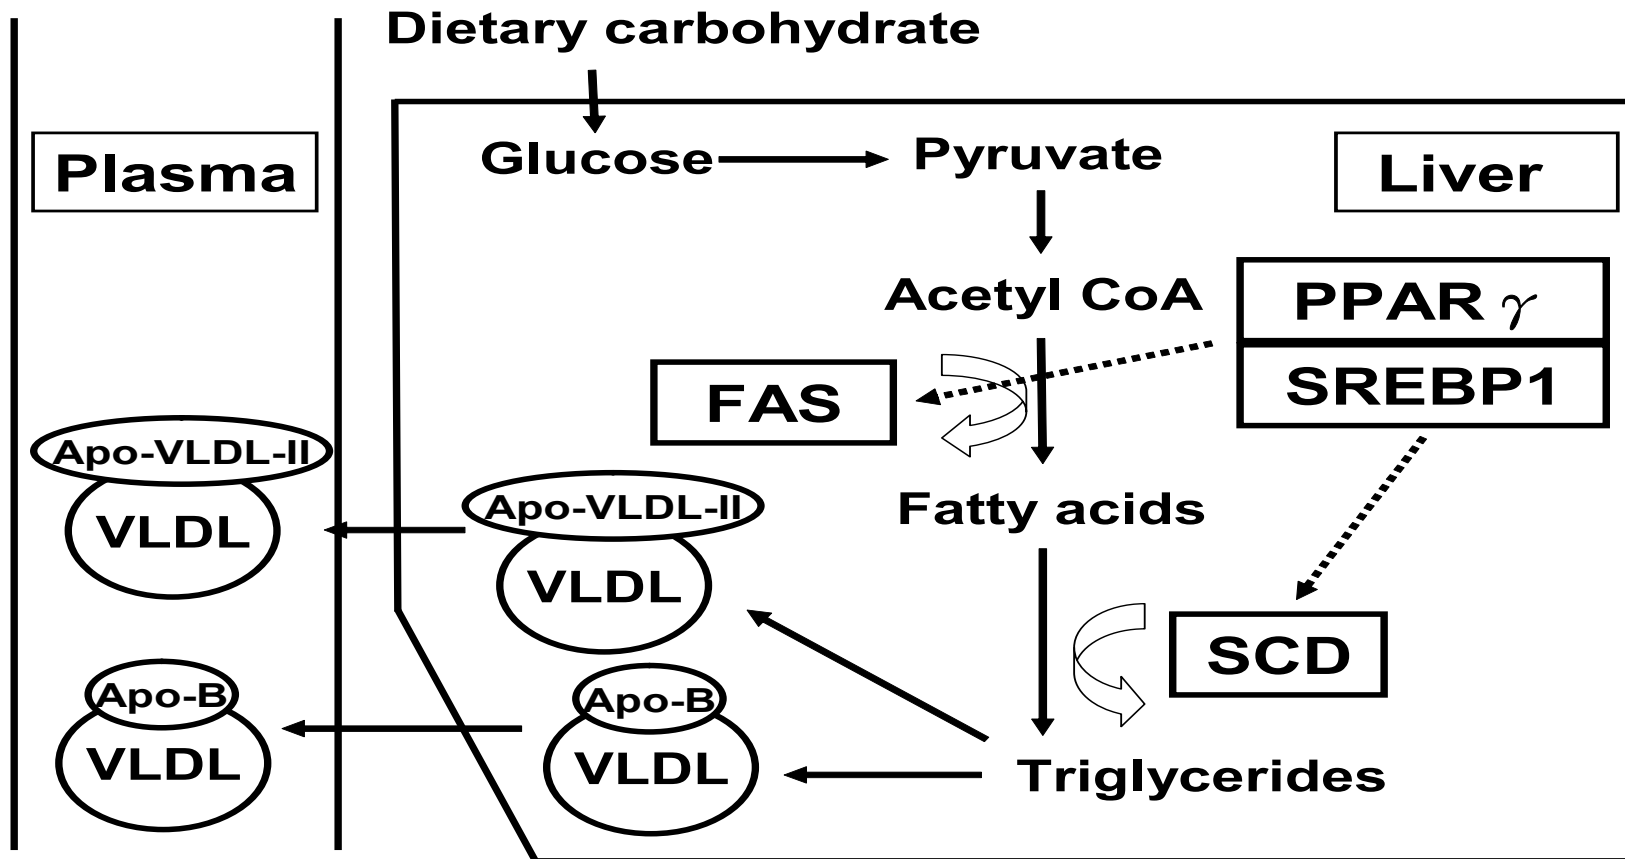 Dietary carbohydrate
Plasma
Glucose
Pyruvate
Liver
Acetyl CoA
PPAR γ
SREBP1
FAS
Apo-VLDL-II
VLDL
Apo-VLDL-II
VLDL
Fatty acids
SCD
Apo-B
VLDL
Apo-B
VLDL
Triglycerides